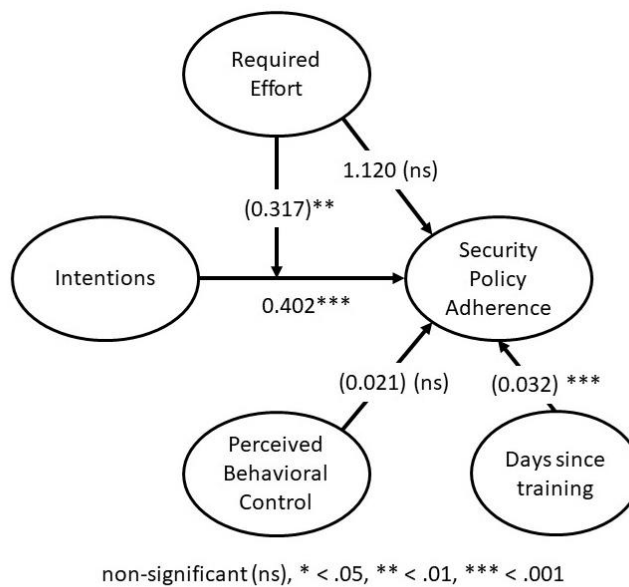 Required
Effort
1.120 (ns)
(0.317)**
Intentions
Security
Policy
Adherence
0.402***
(0.021) (ns)
(0.032) ***
Perceived
Behavioral
Control
Days since
training
non-significant (ns), * < .05, ** < .01, *** < .001